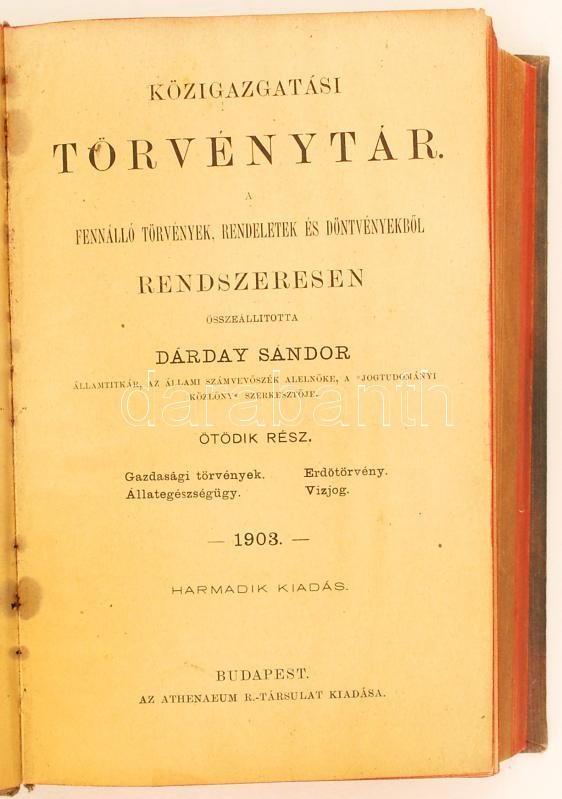 KÖZIGAZGATÁSI
TÖRVÉNYTÁR.
A
FENNÁLLÓ TÖRVÉNYEK, RENDELETEK ÉS DÖNTVÉNYEKBŐL
RENDSZERESEN
ÖSSZEÁLLITOTTA
DÁRDAY SÁNDOR
ÁLLAMTITKÁR, AZ ÁLLAMI SZÁMVEVŐSZÉK ALELNÖKE, A »JOGTUDOMÁNYI
KÖZLÖNY« SZERKESZTŐJE.
darabanth
ÖTÖDIK RÉSZ.
Gazdasági törvények. Erdőtörvény.
Állategészségügy. Vizjog.
— 1903. —
HARMADIK KIADÁS.
BUDAPEST.
AZ ATHENAEUM R.-TÁRSULAT KIADÁSA.